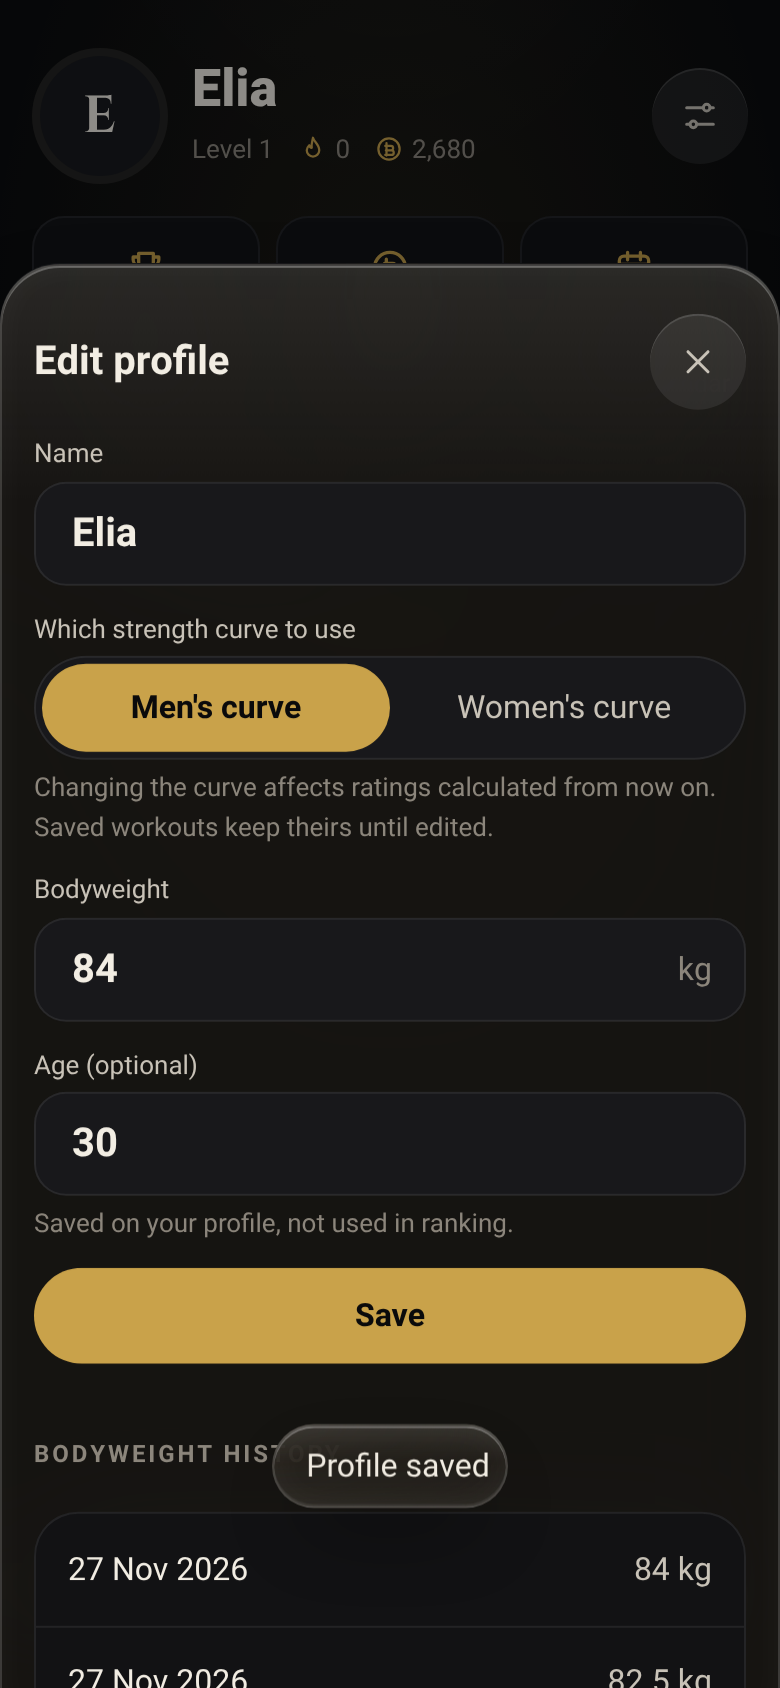 E
Elia
Level 1 0 2,680
Edit profile
Name
Elia
Which strength curve to use
Men's curve Women's curve
Changing the curve affects ratings calculated from now on.
Saved workouts keep theirs until edited.
Bodyweight
84 kg
Age (optional)
30
Saved on your profile, not used in ranking.
Save
BODYWEIGHT HISTORY
Profile saved
27 Nov 2026 84 kg
27 Nov 2026 82.5 kg